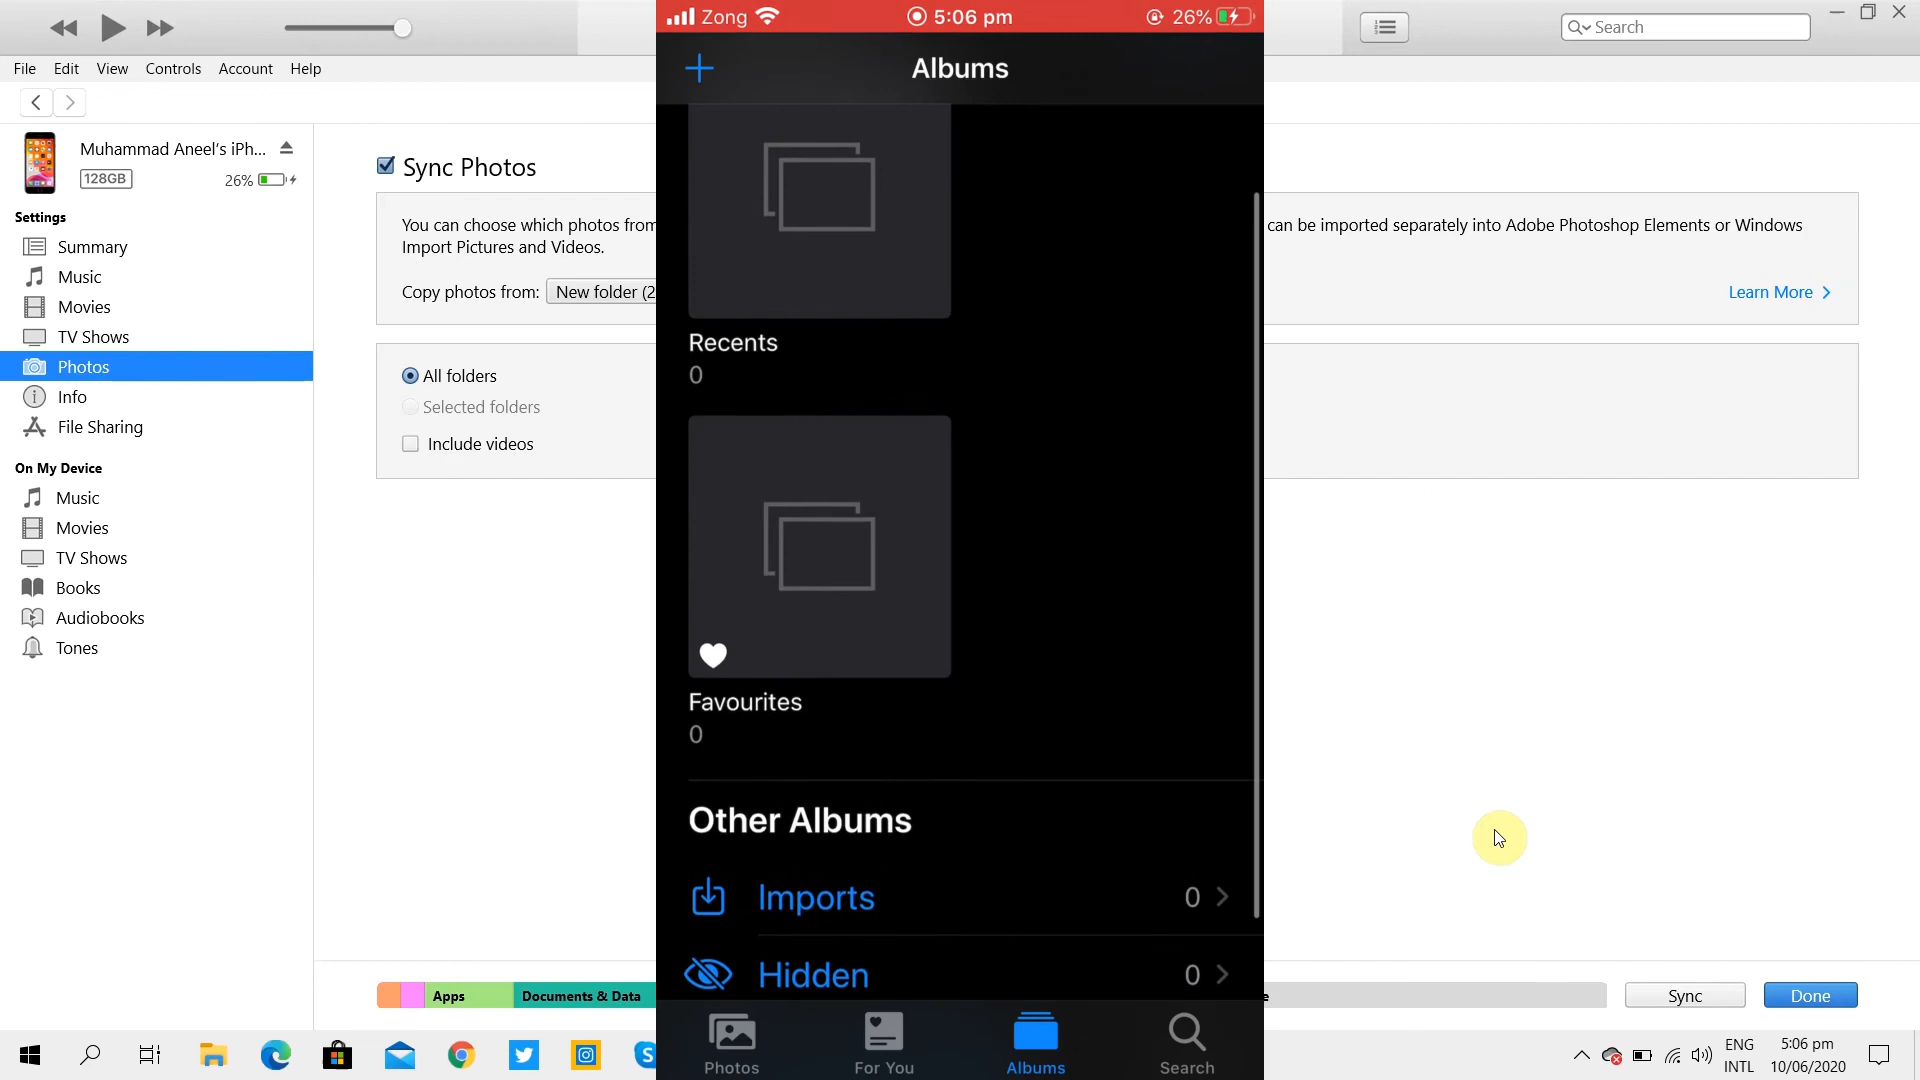 Search
File Edit View Controls Account Help
Muhammad Aneel's iPh...
128GB
26%
Settings
Summary
Music
Movies
TV Shows
Photos
Info
File Sharing
On My Device
Music
Movies
TV Shows
Books
Audiobooks
Tones
Sync Photos
You can choose which photos from
can be imported separately into Adobe Photoshop Elements or Windows
Import Pictures and Videos.
Copy photos from: New folder (2
Learn More
All folders
Selected folders
Include videos
Apps
Documents & Data
e
Sync
Done
Zong
5:06 pm
26%
Albums
Recents
0
Favourites
0
Other Albums
Imports 0
Hidden 0
Photos
For You
Albums
Search
ENG
INTL
5:06 pm
10/06/2020